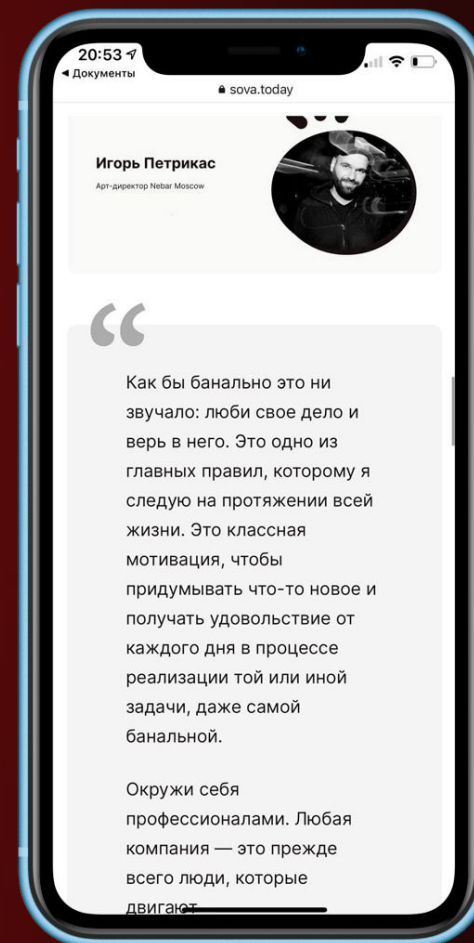 20:53
Документы
sova.today
Игорь Петрикас
Арт-директор Nebar Moscow
Как бы банально это ни
звучало: люби свое дело и
верь в него. Это одно из
главных правил, которому я
следую на протяжении всей
жизни. Это классная
мотивация, чтобы
придумывать что-то новое и
получать удовольствие от
каждого дня в процессе
реализации той или иной
задачи, даже самой
банальной.
Окружи себя
профессионалами. Любая
компания — это прежде
всего люди, которые
двигают